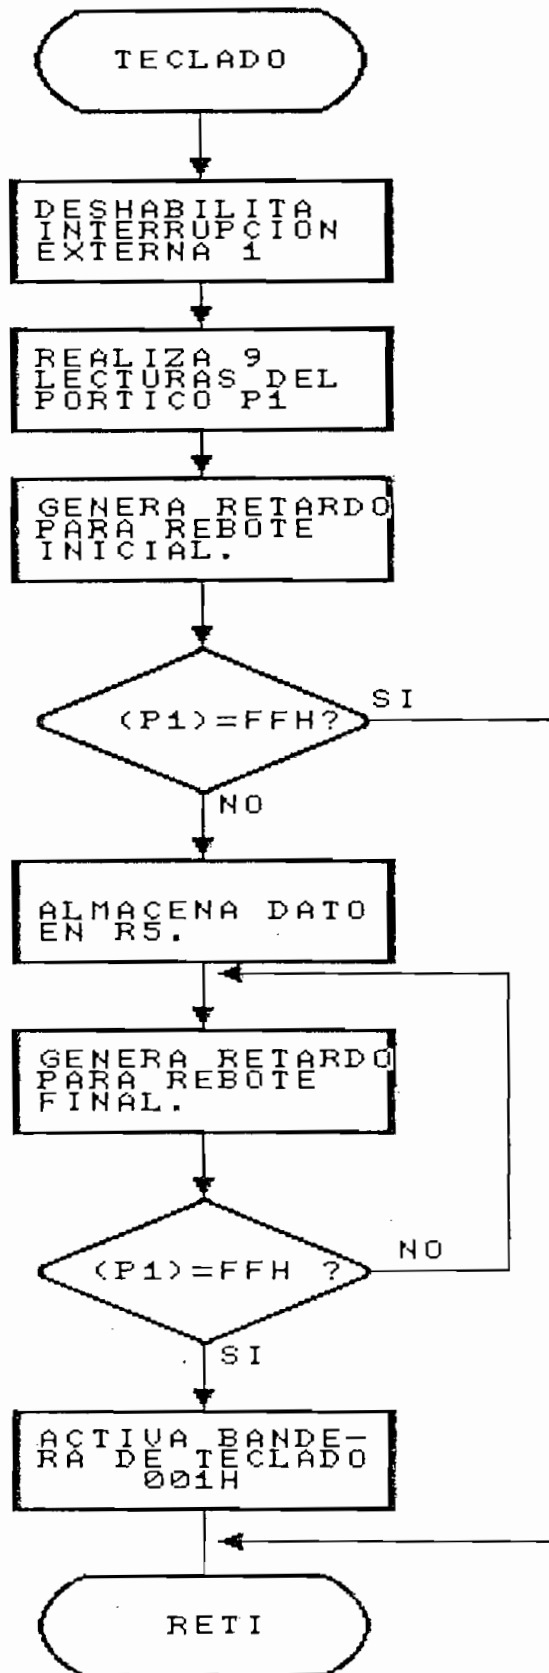 TECLADO
DESHABILITA
INTERRUPCION
EXTERNA 1
REALIZA 9
LECTURAS DEL
PORTICO P1
GENERA RETARDO
PARA REBOTE
INICIAL.
(P1)=FFH?
SI
NO
ALMACENA DATO
EN R5.
GENERA RETARDO
PARA REBOTE
FINAL.
(P1)=FFH ?
NO
SI
ACTIVA BANDE-
RA DE TECLADO
001H
RETI